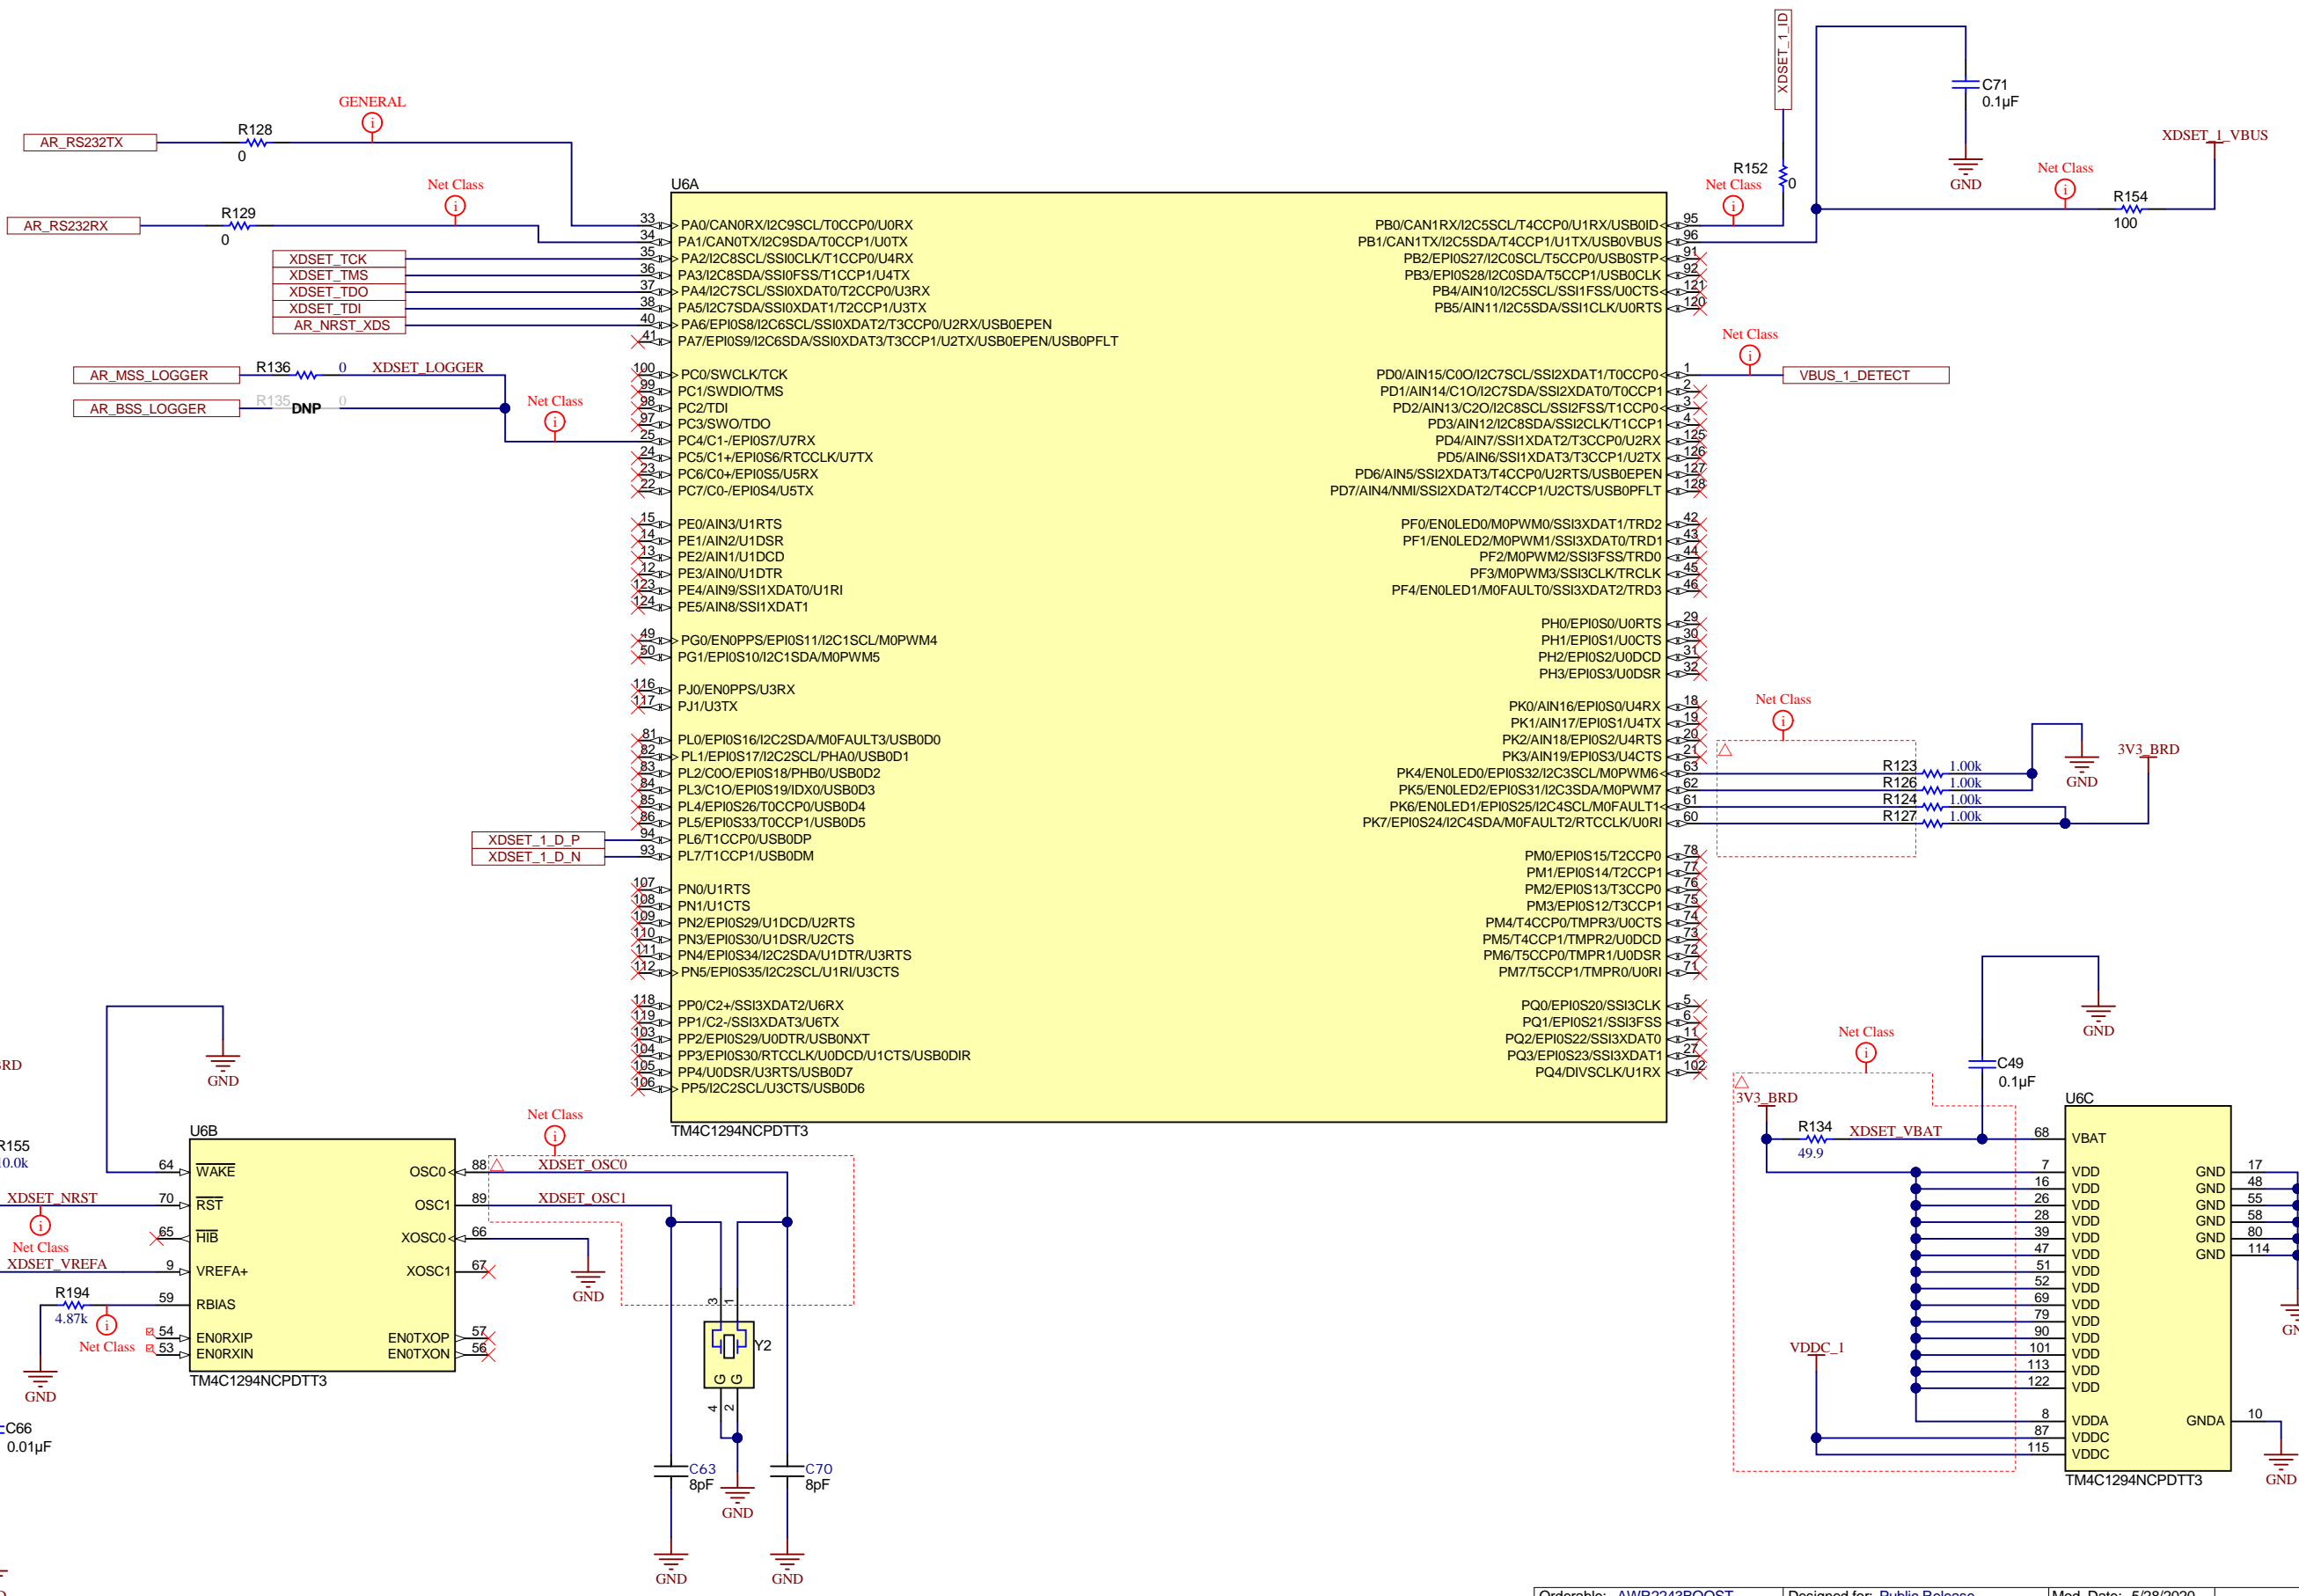 XDSET_1_ID
C71
0.1µF
GND
XDSET_1_VBUS
Net Class
R154
100
R152
0
Net Class
GENERAL
AR_RS232TX
R128
0
Net Class
AR_RS232RX
R129
0
XDSET_TCK
XDSET_TMS
XDSET_TDO
XDSET_TDI
AR_NRST_XDS
AR_MSS_LOGGER
R136
0
XDSET_LOGGER
AR_BSS_LOGGER
R135
DNP
0
Net Class
U6A
33 PA0/CAN0RX/I2C9SCL/T0CCP0/U0RX
34 PA1/CAN0TX/I2C9SDA/T0CCP1/U0TX
35 PA2/I2C8SCL/SSI0CLK/T1CCP0/U4RX
36 PA3/I2C8SDA/SSI0FSS/T1CCP1/U4TX
37 PA4/I2C7SCL/SSI0XDAT0/T2CCP0/U3RX
38 PA5/I2C7SDA/SSI0XDAT1/T2CCP1/U3TX
40 PA6/EPI0S8/I2C6SCL/SSI0XDAT2/T3CCP0/U2RX/USB0EPEN
41 PA7/EPI0S9/I2C6SDA/SSI0XDAT3/T3CCP1/U2TX/USB0EPEN/USB0PFLT
100 PC0/SWCLK/TCK
99 PC1/SWDIO/TMS
98 PC2/TDI
97 PC3/SWO/TDO
25 PC4/C1-/EPI0S7/U7RX
24 PC5/C1+/EPI0S6/RTCCLK/U7TX
23 PC6/C0+/EPI0S5/U5RX
22 PC7/C0-/EPI0S4/U5TX
15 PE0/AIN3/U1RTS
14 PE1/AIN2/U1DSR
13 PE2/AIN1/U1DCD
12 PE3/AIN0/U1DTR
123 PE4/AIN9/SSI1XDAT0/U1RI
124 PE5/AIN8/SSI1XDAT1
49 PG0/EN0PPS/EPI0S11/I2C1SCL/M0PWM4
50 PG1/EPI0S10/I2C1SDA/M0PWM5
116 PJ0/EN0PPS/U3RX
117 PJ1/U3TX
81 PL0/EPI0S16/I2C2SDA/M0FAULT3/USB0D0
82 PL1/EPI0S17/I2C2SCL/PHA0/USB0D1
83 PL2/C0O/EPI0S18/PHB0/USB0D2
84 PL3/C1O/EPI0S19/IDX0/USB0D3
85 PL4/EPI0S26/T0CCP0/USB0D4
86 PL5/EPI0S33/T0CCP1/USB0D5
XDSET_1_D_P 94 PL6/T1CCP0/USB0DP
XDSET_1_D_N 93 PL7/T1CCP1/USB0DM
107 PN0/U1RTS
108 PN1/U1CTS
109 PN2/EPI0S29/U1DCD/U2RTS
110 PN3/EPI0S30/U1DSR/U2CTS
111 PN4/EPI0S34/I2C2SDA/U1DTR/U3RTS
112 PN5/EPI0S35/I2C2SCL/U1RI/U3CTS
118 PP0/C2+/SSI3XDAT2/U6RX
119 PP1/C2-/SSI3XDAT3/U6TX
103 PP2/EPI0S29/U0DTR/USB0NXT
104 PP3/EPI0S30/RTCCLK/U0DCD/U1CTS/USB0DIR
105 PP4/U0DSR/U3RTS/USB0D7
106 PP5/I2C2SCL/U3CTS/USB0D6
TM4C1294NCPDTT3
PB0/CAN1RX/I2C5SCL/T4CCP0/U1RX/USB0ID 95
PB1/CAN1TX/I2C5SDA/T4CCP1/U1TX/USB0VBUS 96
PB2/EPI0S27/I2C0SCL/T5CCP0/USB0STP 91
PB3/EPI0S28/I2C0SDA/T5CCP1/USB0CLK 92
PB4/AIN10/I2C5SCL/SSI1FSS/U0CTS 121
PB5/AIN11/I2C5SDA/SSI1CLK/U0RTS 120
Net Class
PD0/AIN15/C0O/I2C7SCL/SSI2XDAT1/T0CCP0 1 VBUS_1_DETECT
PD1/AIN14/C1O/I2C7SDA/SSI2XDAT0/T0CCP1 2
PD2/AIN13/C2O/I2C8SCL/SSI2FSS/T1CCP0 3
PD3/AIN12/I2C8SDA/SSI2CLK/T1CCP1 4
PD4/AIN7/SSI1XDAT2/T3CCP0/U2RX 125
PD5/AIN6/SSI1XDAT3/T3CCP1/U2TX 126
PD6/AIN5/SSI2XDAT3/T4CCP0/U2RTS/USB0EPEN 127
PD7/AIN4/NMI/SSI2XDAT2/T4CCP1/U2CTS/USB0PFLT 128
PF0/EN0LED0/M0PWM0/SSI3XDAT1/TRD2 42
PF1/EN0LED2/M0PWM1/SSI3XDAT0/TRD1 43
PF2/M0PWM2/SSI3FSS/TRD0 44
PF3/M0PWM3/SSI3CLK/TRCLK 45
PF4/EN0LED1/M0FAULT0/SSI3XDAT2/TRD3 46
PH0/EPI0S0/U0RTS 29
PH1/EPI0S1/U0CTS 30
PH2/EPI0S2/U0DCD 31
PH3/EPI0S3/U0DSR 32
Net Class
PK0/AIN16/EPI0S0/U4RX 18
PK1/AIN17/EPI0S1/U4TX 19
PK2/AIN18/EPI0S2/U4RTS 20
PK3/AIN19/EPI0S3/U4CTS 21
PK4/EN0LED0/EPI0S32/I2C3SCL/M0PWM6 63 R123 1.00k
PK5/EN0LED2/EPI0S31/I2C3SDA/M0PWM7 62 R126 1.00k
PK6/EN0LED1/EPI0S25/I2C4SCL/M0FAULT1 61 R124 1.00k
PK7/EPI0S24/I2C4SDA/M0FAULT2/RTCCLK/U0RI 60 R127 1.00k
GND
3V3_BRD
PM0/EPI0S15/T2CCP0 78
PM1/EPI0S14/T2CCP1 77
PM2/EPI0S13/T3CCP0 76
PM3/EPI0S12/T3CCP1 75
PM4/T4CCP0/TMPR3/U0CTS 74
PM5/T4CCP1/TMPR2/U0DCD 73
PM6/T5CCP0/TMPR1/U0DSR 72
PM7/T5CCP1/TMPR0/U0RI 71
PQ0/EPI0S20/SSI3CLK 5
PQ1/EPI0S21/SSI3FSS 6
PQ2/EPI0S22/SSI3XDAT0 11
PQ3/EPI0S23/SSI3XDAT1 27
PQ4/DIVSCLK/U1RX 102
GND
BRD
R155
10.0k
U6B
64 WAKE
XDSET_NRST 70 RST
Net Class
65 HIB
XDSET_VREFA 9 VREFA+
R194
4.87k
59 RBIAS
Net Class
54 EN0RXIP
53 EN0RXIN
GND
C66
0.01µF
OSC0 88 XDSET_OSC0
OSC1 89 XDSET_OSC1
XOSC0 66
XOSC1 67
EN0TXOP 57
EN0TXON 56
TM4C1294NCPDTT3
Net Class
GND
3 1
Y2
G G
4 2
C63
8pF
GND
C70
8pF
GND
GND
GND
Net Class
C49
0.1µF
3V3_BRD
R134
49.9
XDSET_VBAT
U6C
68 VBAT
7 VDD GND 17
16 VDD GND 48
26 VDD GND 55
28 VDD GND 58
39 VDD GND 80
47 VDD GND 114
51 VDD
52 VDD
69 VDD
79 VDD
90 VDD
101 VDD
113 VDD
122 VDD
VDDC_1
8 VDDA GNDA 10
87 VDDC
115 VDDC
GND
TM4C1294NCPDTT3
Orderable: AWR2243BOOST Designed for: Public Release Mod. Date: 5/28/2020